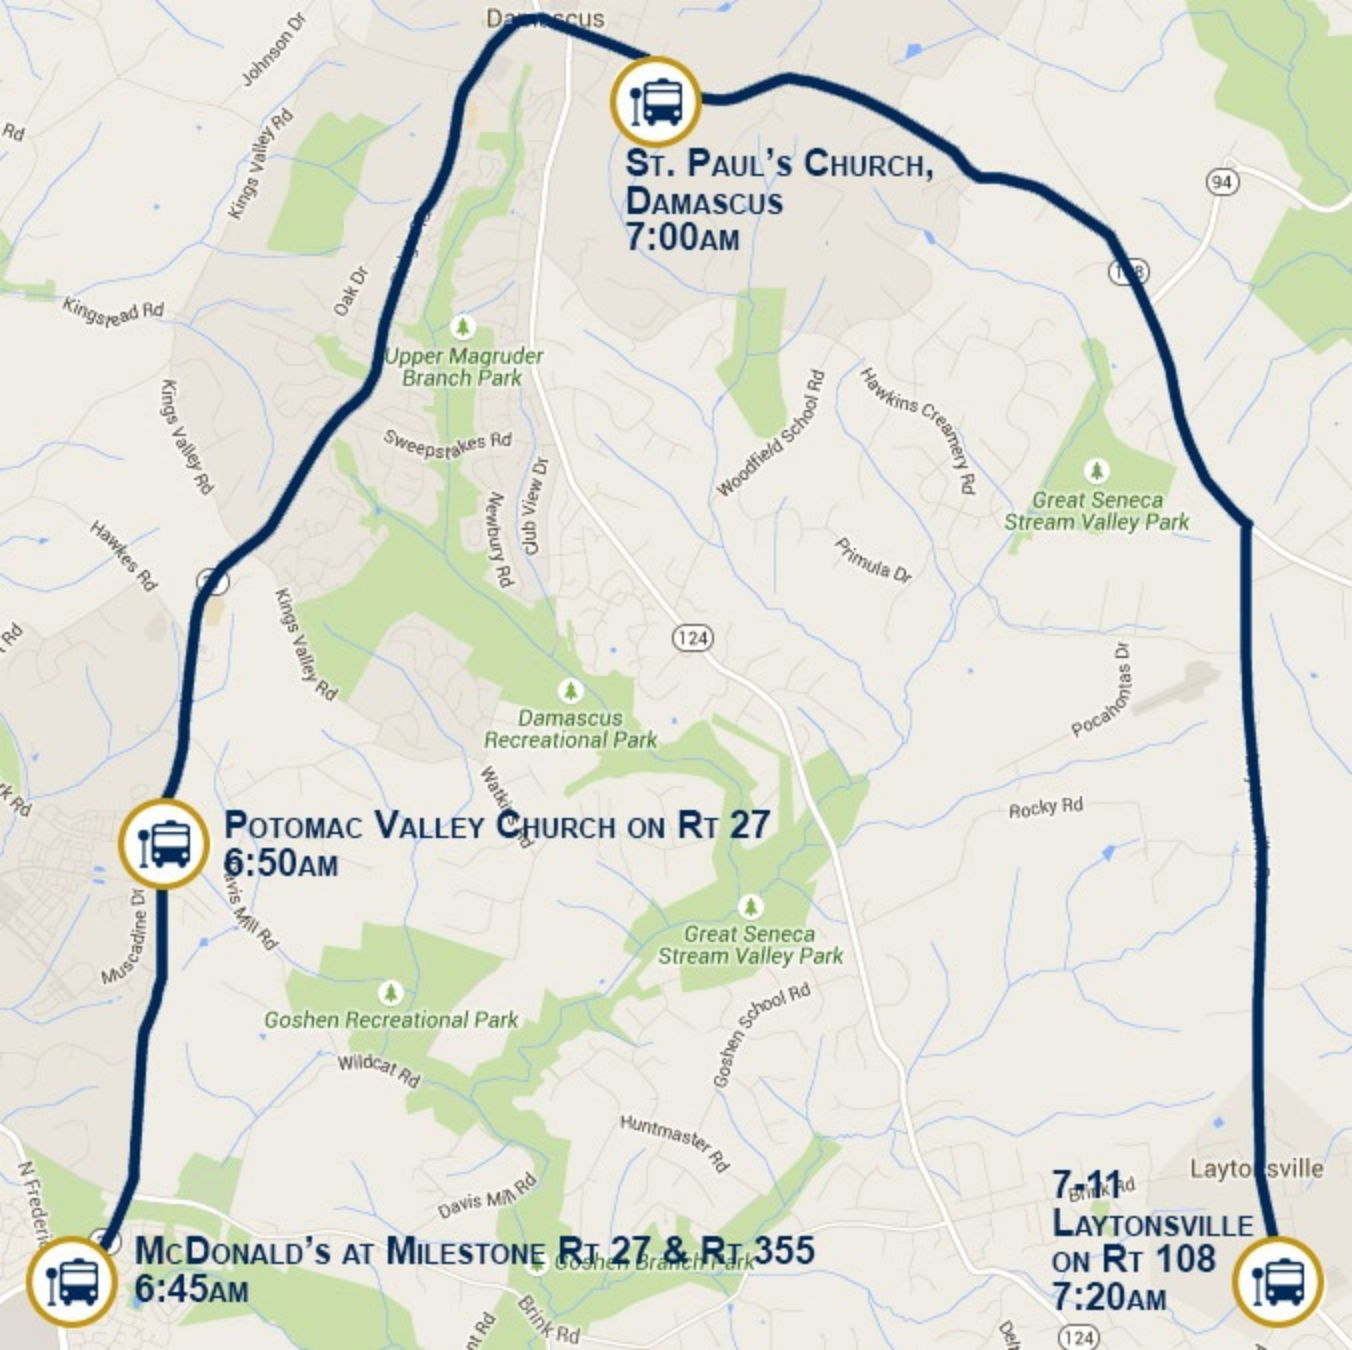 Damascus
Johnson Dr
Rd
Kings Valley Rd
94
ST. PAUL'S CHURCH,
DAMASCUS
7:00AM
Oak Dr
Kingstead Rd
Upper Magruder
Branch Park
Kings Valley Rd
Sweepstakes Rd
Club View Dr
Newbury Rd
Woodfield School Rd
Hawkins Creamery Rd
Great Seneca
Stream Valley Park
Hawkes Rd
Primula Dr
Kings Valley Rd
124
Pocahontas Dr
Damascus
Recreational Park
Watkins Rd
Rocky Rd
POTOMAC VALLEY CHURCH ON RT 27
6:50AM
Davis Mill Rd
Muscadine Dr
Great Seneca
Stream Valley Park
Goshen Recreational Park
Goshen School Rd
Wildcat Rd
Huntmaster Rd
Laytonsville
Davis Mill Rd
7-11
LAYTONSVILLE
ON RT 108
7:20AM
Brink Rd
N Frederick
MCDONALD'S AT MILESTONE RT 27 & RT 355
6:45AM
Goshen Branch Park
Brink Rd
124